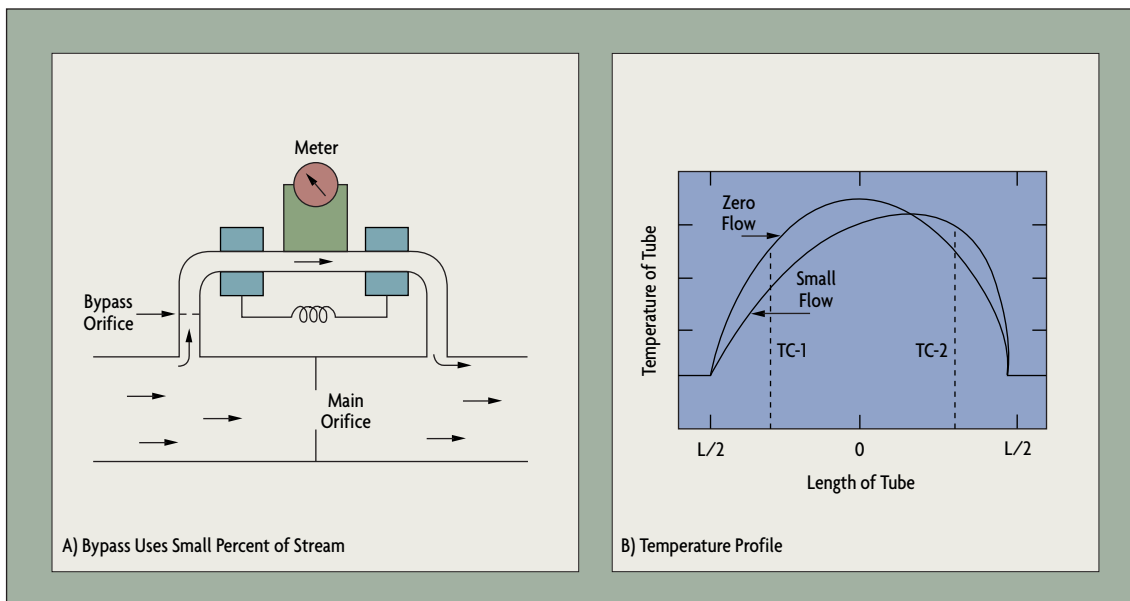 Meter
Bypass
Orifice
Main
Orifice
A) Bypass Uses Small Percent of Stream
Temperature of Tube
Zero
Flow
Small
Flow
TC-1
TC-2
L/2
0
L/2
Length of Tube
B) Temperature Profile